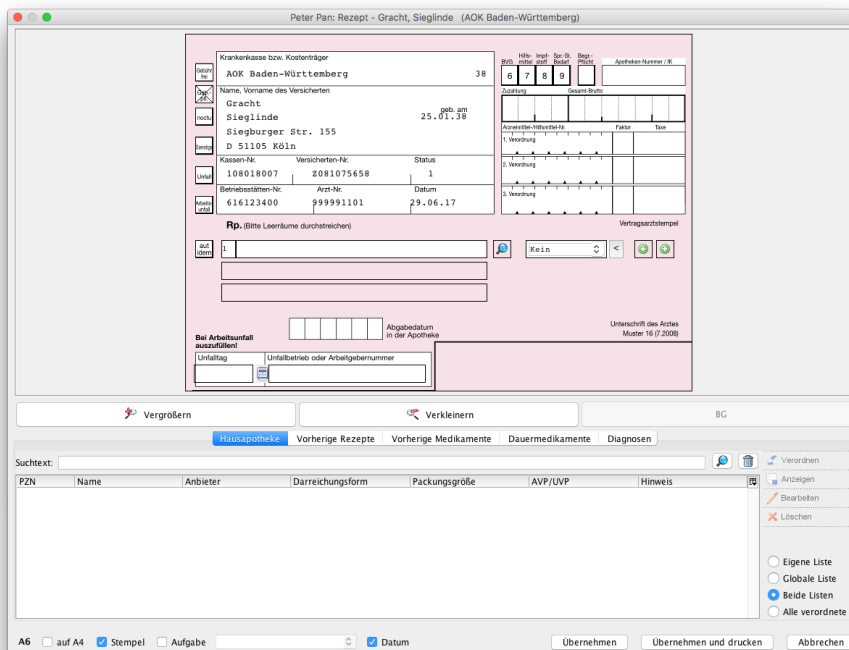 Peter Pan: Rezept - Gracht, Sieglinde (AOK Baden-Württemberg)
Krankenkasse bzw. Kostenträger
AOK Baden-Württemberg 38
Name, Vorname des Versicherten
Gracht
geb. am
Sieglinde 25.01.38
Siegburger Str. 155
D 51105 Köln
Kassen-Nr. Versicherten-Nr. Status
108018007 Z081075658 1
Betriebsstätten-Nr. Arzt-Nr. Datum
616123400 999991101 29.06.17
Gebühr frei
noctu
Sonstige
Unfall
Arbeits-unfall
BVG Hilfs-mittel Impf-stoff Spr.-St. Bedarf Begr.-Pflicht Apotheken-Nummer / IK
6 7 8 9
Zuzahlung Gesamt-Brutto
Arzneimittel-/Hilfsmittel-Nr. Faktor Taxe
1. Verordnung
2. Verordnung
3. Verordnung
Vertragsarztstempel
Rp. (Bitte Leerräume durchstreichen)
aut idem 1 Kein <
Abgabedatum
in der Apotheke
Bei Arbeitsunfall
auszufüllen!
Unfalltag Unfallbetrieb oder Arbeitgebernummer
Unterschrift des Arztes
Muster 16 (7.2008)
Vergrößern Verkleinern BG
Hausapotheke Vorherige Rezepte Vorherige Medikamente Dauermedikamente Diagnosen
Suchtext:
PZN Name Anbieter Darreichungsform Packungsgröße AVP/UVP Hinweis
Verordnen
Anzeigen
Bearbeiten
Löschen
Eigene Liste
Globale Liste
Beide Listen
Alle verordnete
A6 auf A4 Stempel Aufgabe Datum Übernehmen Übernehmen und drucken Abbrechen